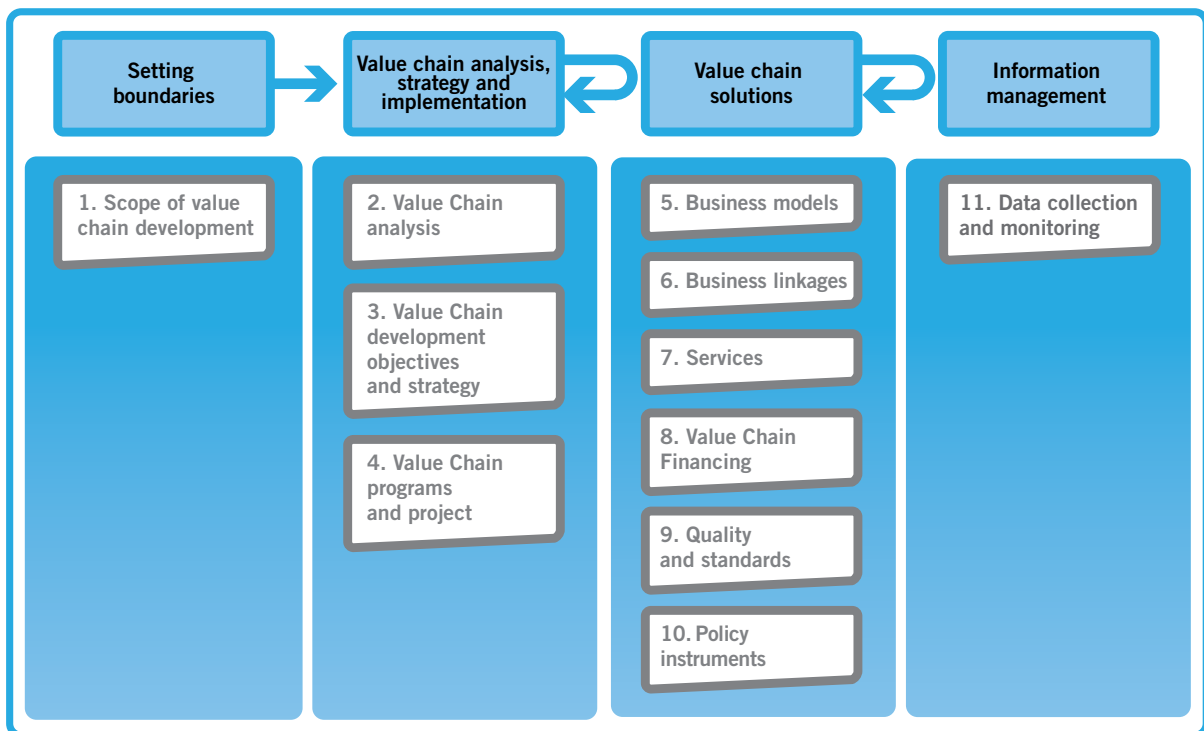 Setting
boundaries
Value chain analysis,
strategy and
implementation
Value chain
solutions
Information
management
1. Scope of value
chain development
2. Value Chain
analysis
3. Value Chain
development
objectives
and strategy
4. Value Chain
programs
and project
5. Business models
6. Business linkages
7. Services
8. Value Chain
Financing
9. Quality
and standards
10. Policy
instruments
11. Data collection
and monitoring